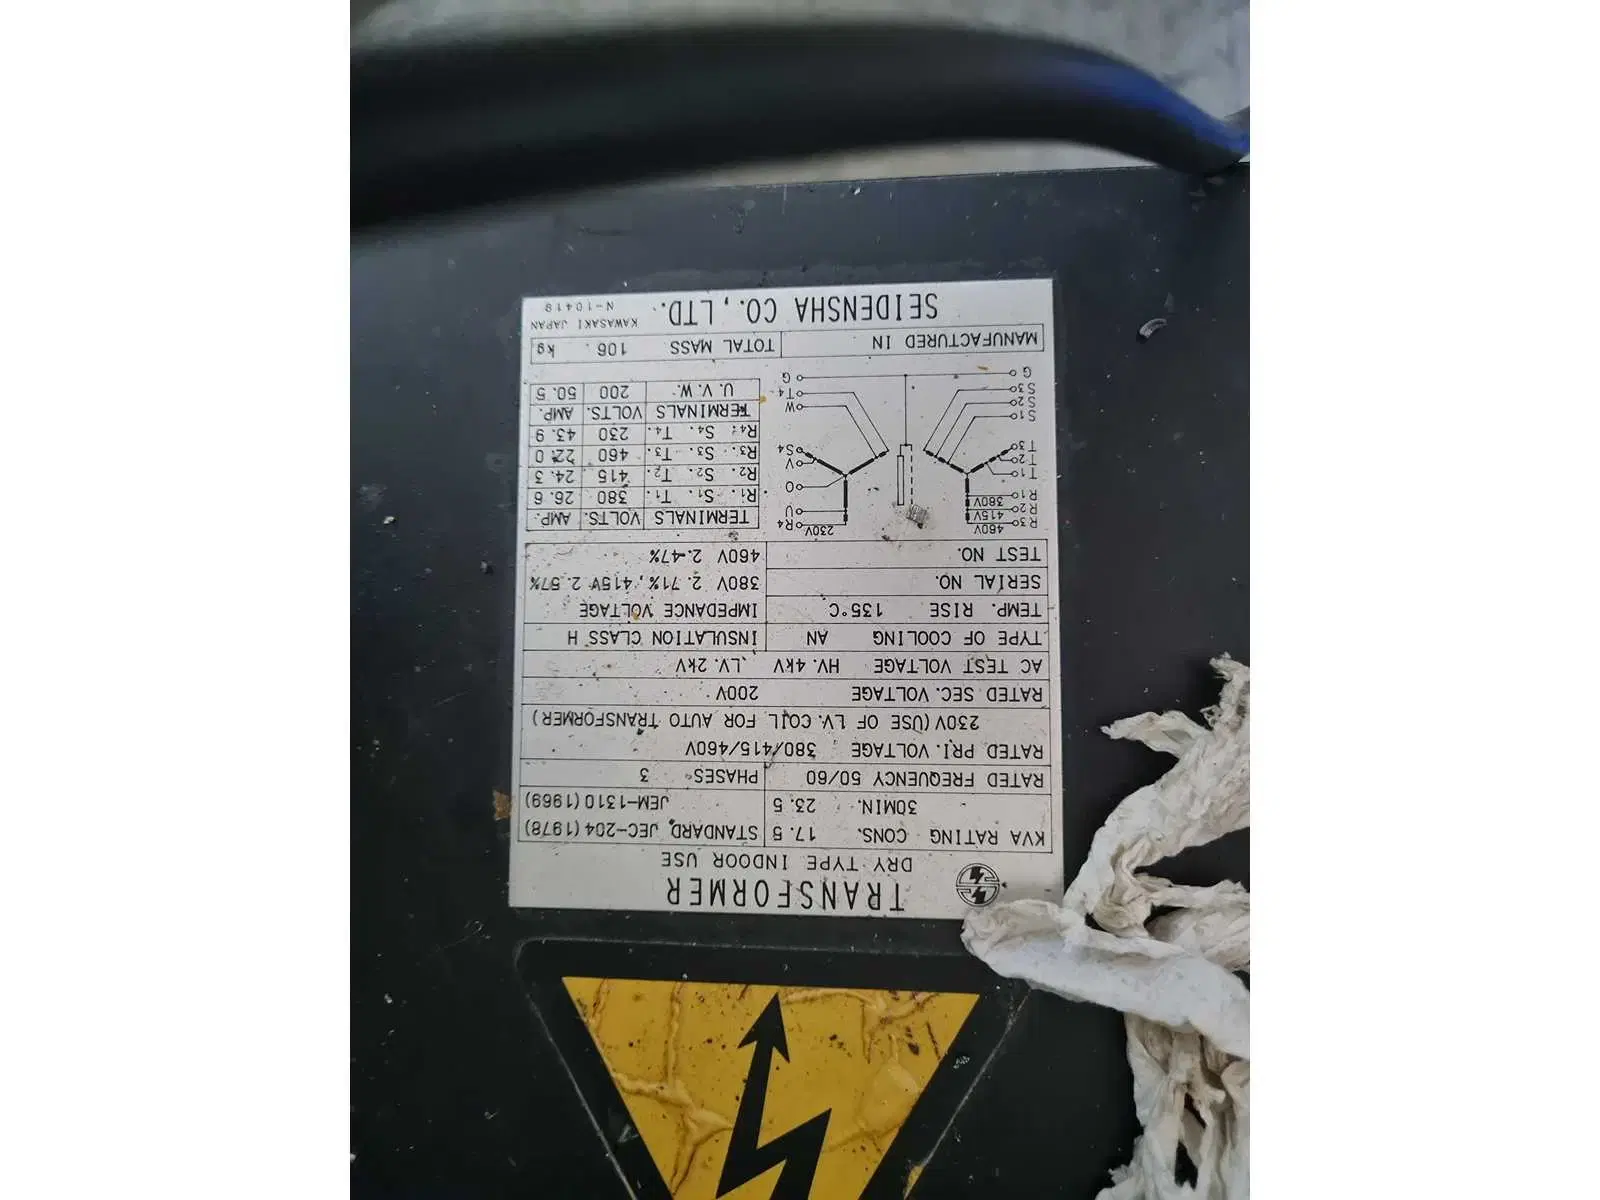 TRANSFORMER
DRY TYPE INDOOR USE
KVA RATING CONS. 17.5 STANDARD, JEC-204(1978)
30MIN. 23.5 JEM-1310(1969)
RATED FREQUENCY 50/60 PHASES 3
RATED PRI. VOLTAGE 380/415/460V
230V(USE OF LV. COIL FOR AUTO TRANSFORMER)
RATED SEC. VOLTAGE 200V
AC TEST VOLTAGE HV. 4kV LV. 2kV
TYPE OF COOLING AN INSULATION CLASS H
TEMP. RISE 135°C IMPEDANCE VOLTAGE
SERIAL NO. 380V 2.71%, 415V 2.57%
TEST NO. 460V 2.47%
R3 460V
R2 415V
R1 380V
T1
T2
T3
S1
S2
S3
G
230V R4
U
O
V
S4
W
T4
G
TERMINALS VOLTS. AMP.
R1. S1. T1. 380 26.6
R2. S2. T2. 415 24.3
R3. S3. T3. 460 22.0
R4. S4. T4. 230 43.9
TERMINALS VOLTS. AMP.
U.V.W. 200 50.5
MANUFACTURED IN TOTAL MASS 106. kg
SEIDENSHA CO.,LTD. KAWASAKI JAPAN
N-10419